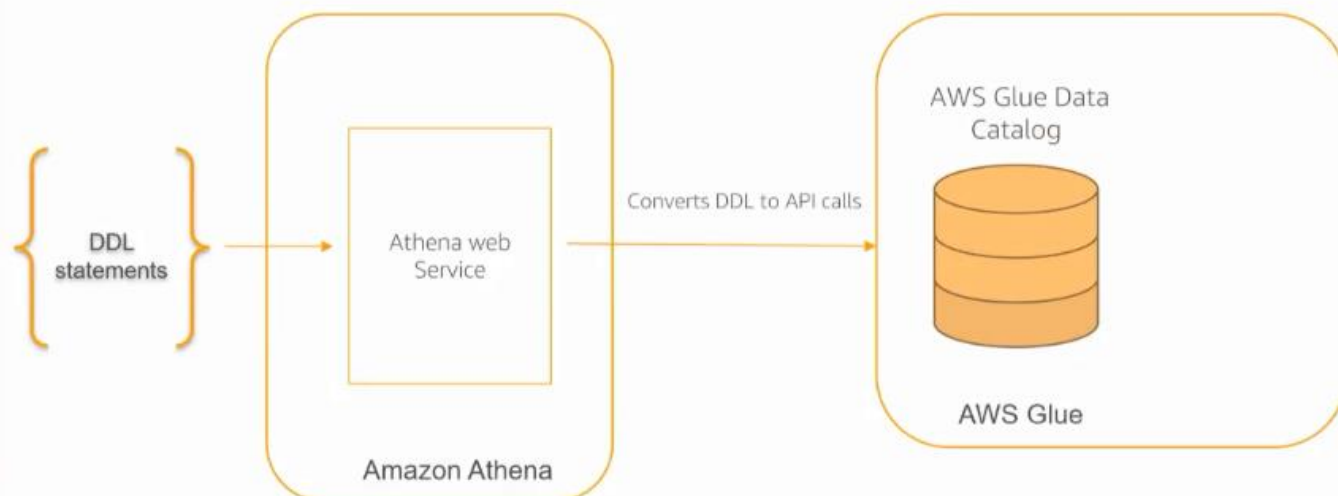 DDL
statements
Athena web
Service
Amazon Athena
Converts DDL to API calls
AWS Glue Data
Catalog
AWS Glue